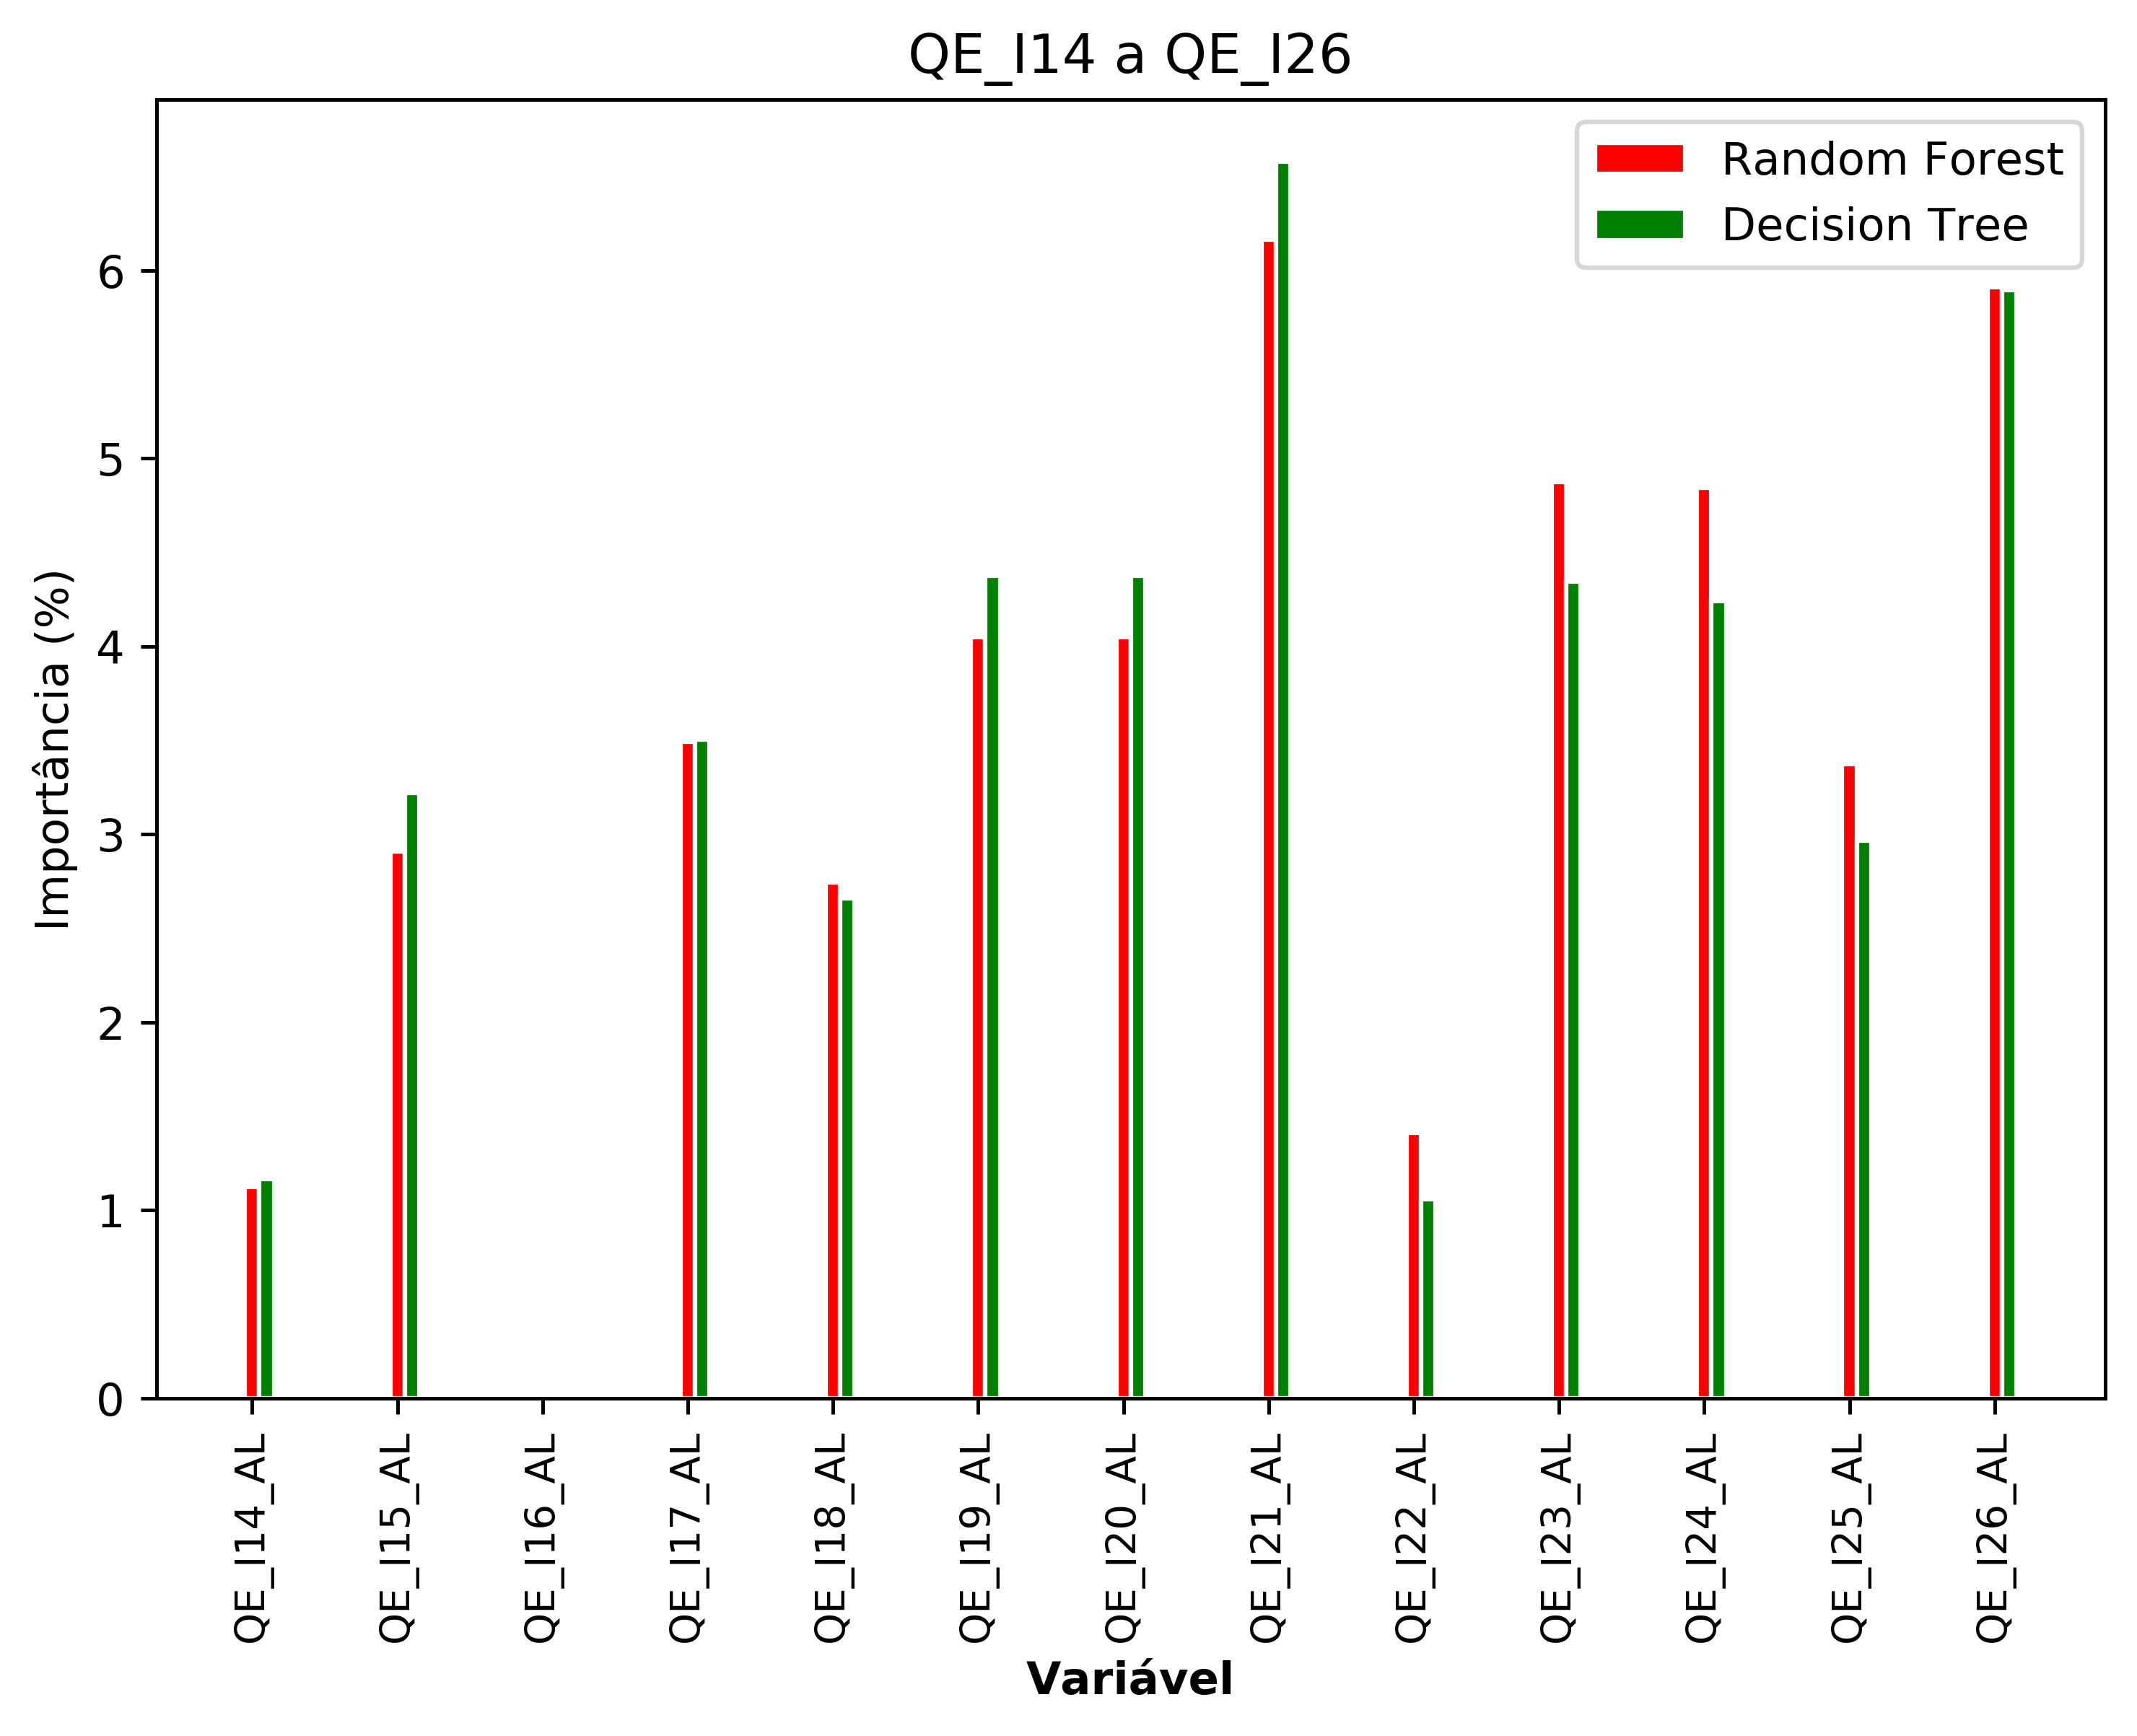 QE_I14 a QE_I26
Random Forest
Decision Tree
Importância (%)
6
5
4
3
2
1
0
QE_I14_AL
QE_I15_AL
QE_I16_AL
QE_I17_AL
QE_I18_AL
QE_I19_AL
QE_I20_AL
QE_I21_AL
QE_I22_AL
QE_I23_AL
QE_I24_AL
QE_I25_AL
QE_I26_AL
Variável